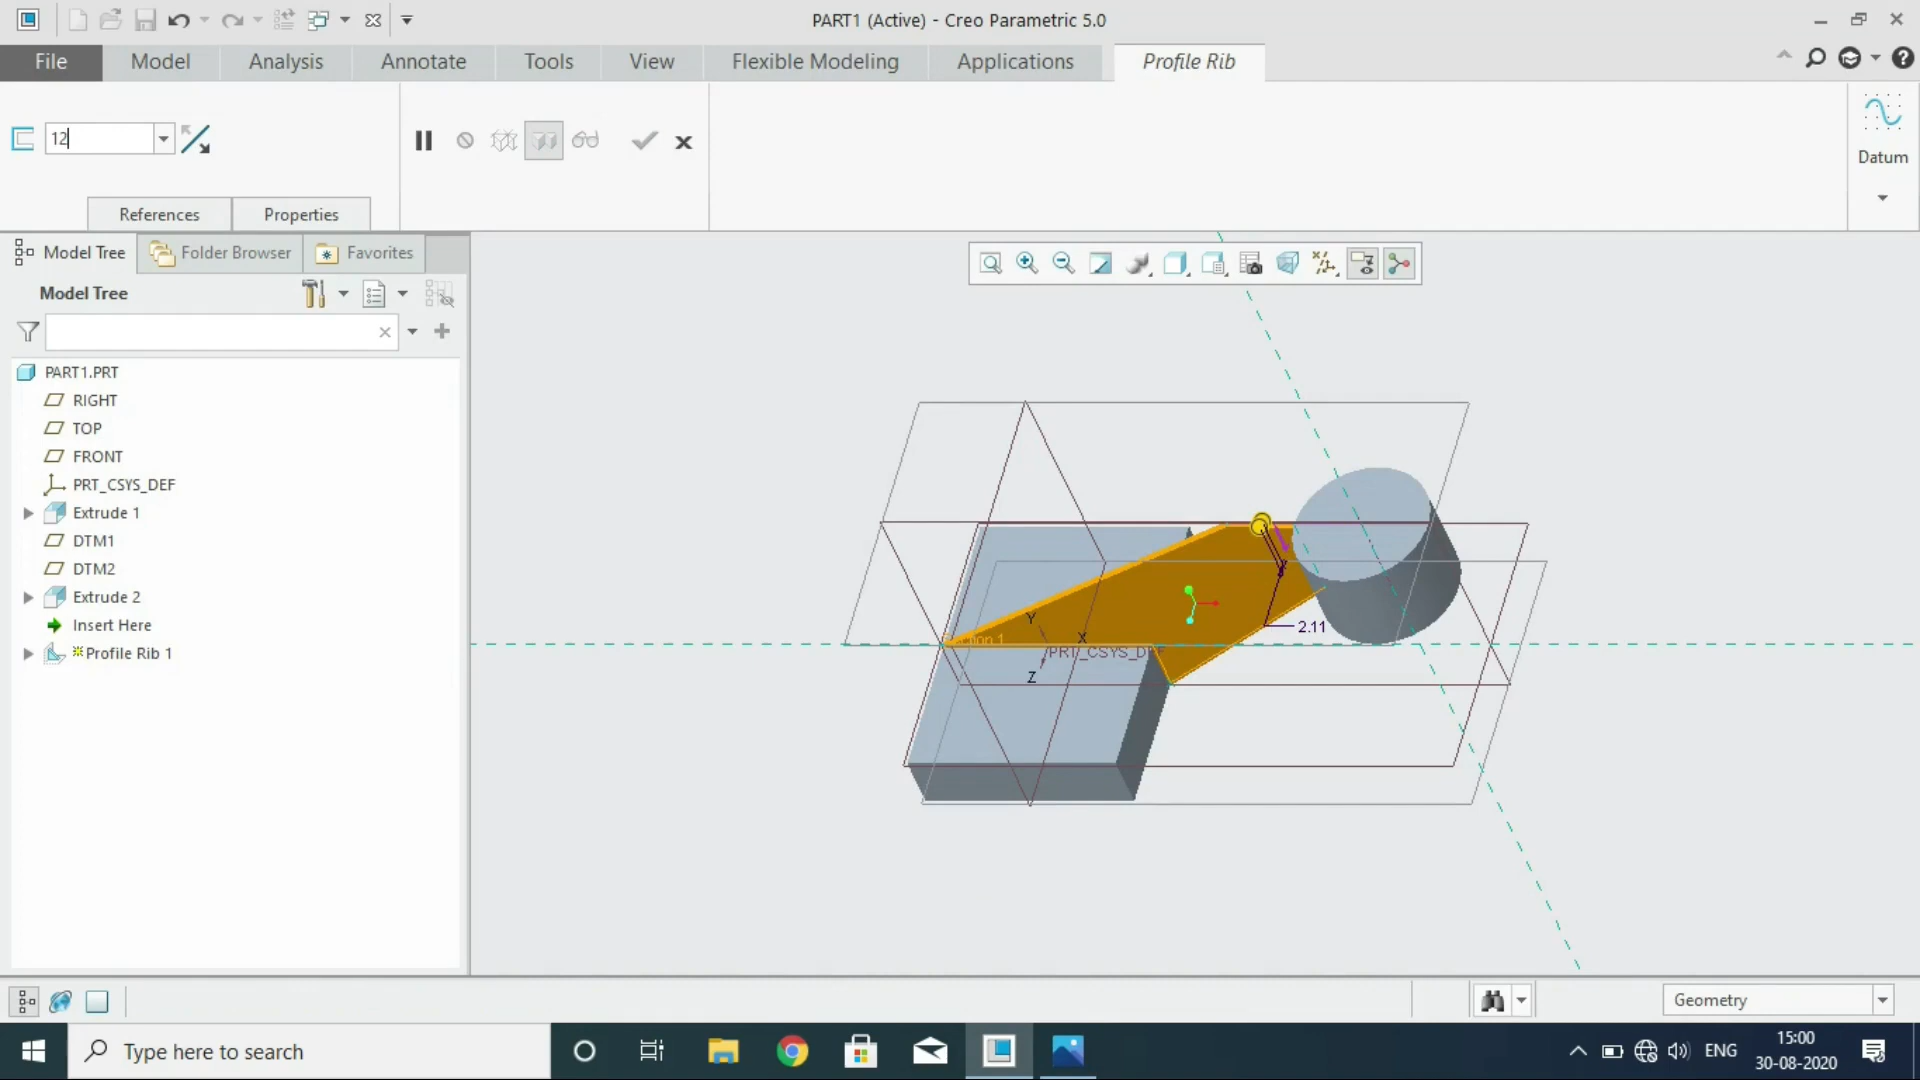 PART1 (Active) - Creo Parametric 5.0
File
Model
Analysis
Annotate
Tools
View
Flexible Modeling
Applications
Profile Rib
12
Datum
References
Properties
Model Tree
Folder Browser
Favorites
Model Tree
PART1.PRT
RIGHT
TOP
FRONT
PRT_CSYS_DEF
Extrude 1
DTM1
DTM2
Extrude 2
Insert Here
Profile Rib 1
Y
X
Z
2.11
Geometry
Type here to search
ENG
15:00
30-08-2020